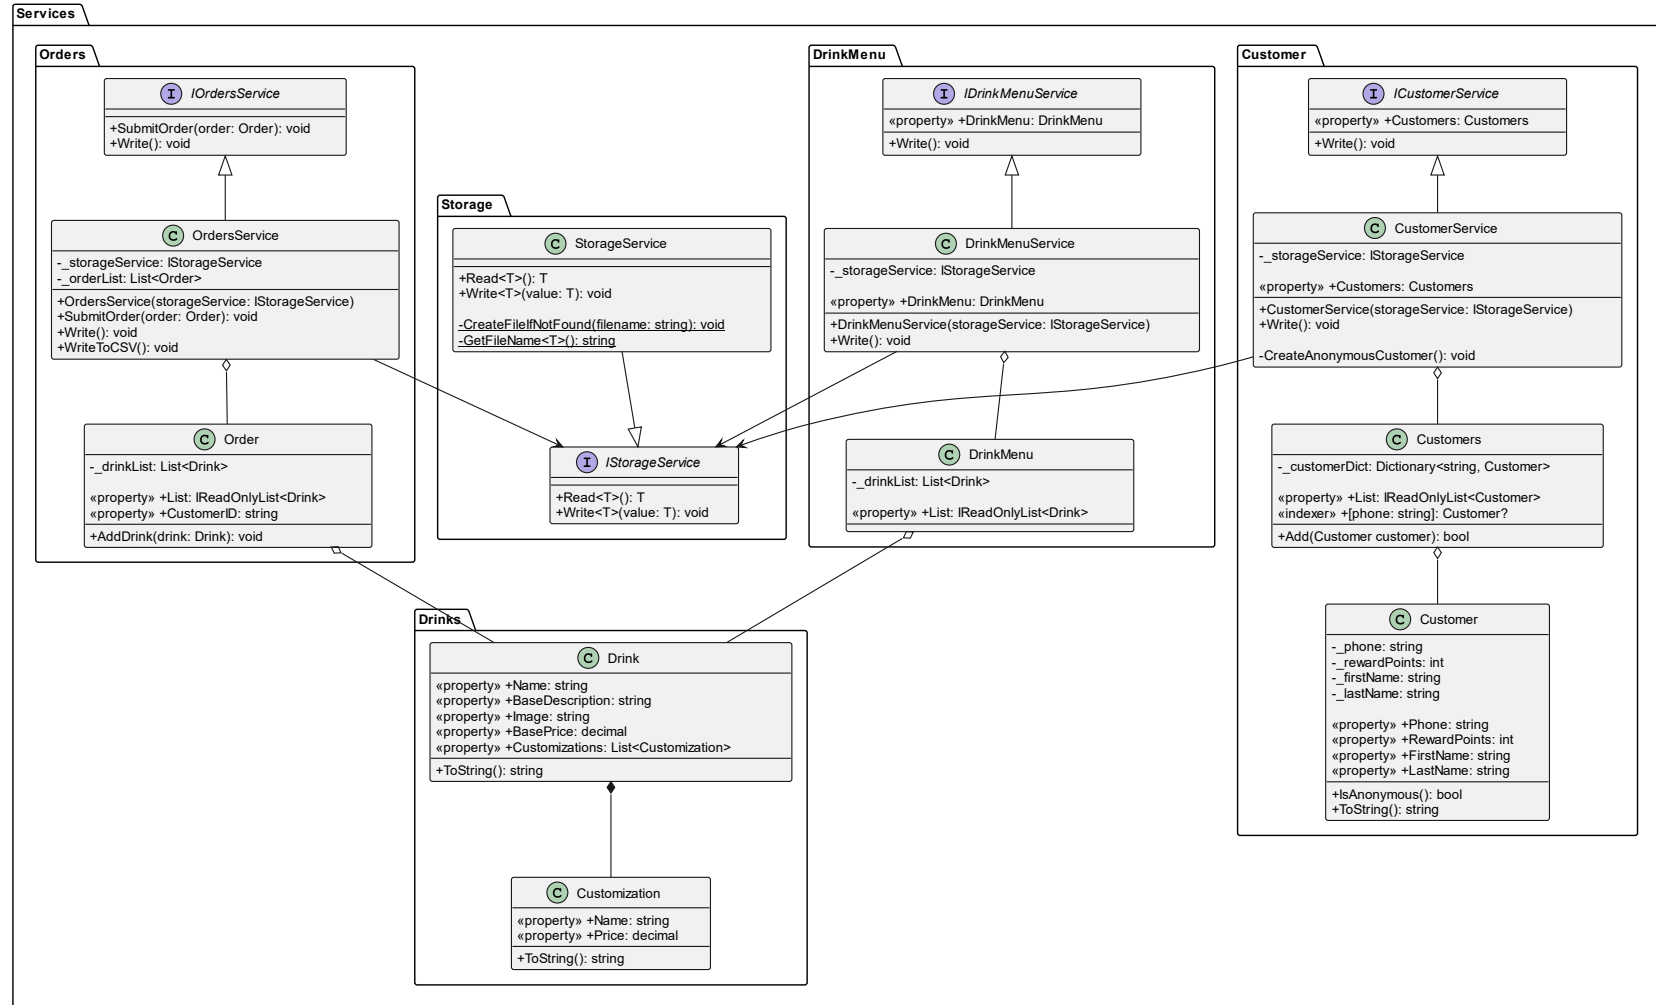 Services
Orders
I IOrdersService
+SubmitOrder(order: Order): void
+Write(): void
C OrdersService
-_storageService: IStorageService
-_orderList: List<Order>
+OrdersService(storageService: IStorageService)
+SubmitOrder(order: Order): void
+Write(): void
+WriteToCSV(): void
C Order
-_drinkList: List<Drink>
«property» +List: IReadOnlyList<Drink>
«property» +CustomerID: string
+AddDrink(drink: Drink): void
Storage
C StorageService
+Read<T>(): T
+Write<T>(value: T): void
-CreateFileIfNotFound(filename: string): void
-GetFileName<T>(): string
I IStorageService
+Read<T>(): T
+Write<T>(value: T): void
DrinkMenu
I IDrinkMenuService
«property» +DrinkMenu: DrinkMenu
+Write(): void
C DrinkMenuService
-_storageService: IStorageService
«property» +DrinkMenu: DrinkMenu
+DrinkMenuService(storageService: IStorageService)
+Write(): void
C DrinkMenu
-_drinkList: List<Drink>
«property» +List: IReadOnlyList<Drink>
Customer
I ICustomerService
«property» +Customers: Customers
+Write(): void
C CustomerService
-_storageService: IStorageService
«property» +Customers: Customers
+CustomerService(storageService: IStorageService)
+Write(): void
-CreateAnonymousCustomer(): void
C Customers
-_customerDict: Dictionary<string, Customer>
«property» +List: IReadOnlyList<Customer>
«indexer» +[phone: string]: Customer?
+Add(Customer customer): bool
C Customer
-_phone: string
-_rewardPoints: int
-_firstName: string
-_lastName: string
«property» +Phone: string
«property» +RewardPoints: int
«property» +FirstName: string
«property» +LastName: string
+IsAnonymous(): bool
+ToString(): string
Drinks
C Drink
«property» +Name: string
«property» +BaseDescription: string
«property» +Image: string
«property» +BasePrice: decimal
«property» +Customizations: List<Customization>
+ToString(): string
C Customization
«property» +Name: string
«property» +Price: decimal
+ToString(): string